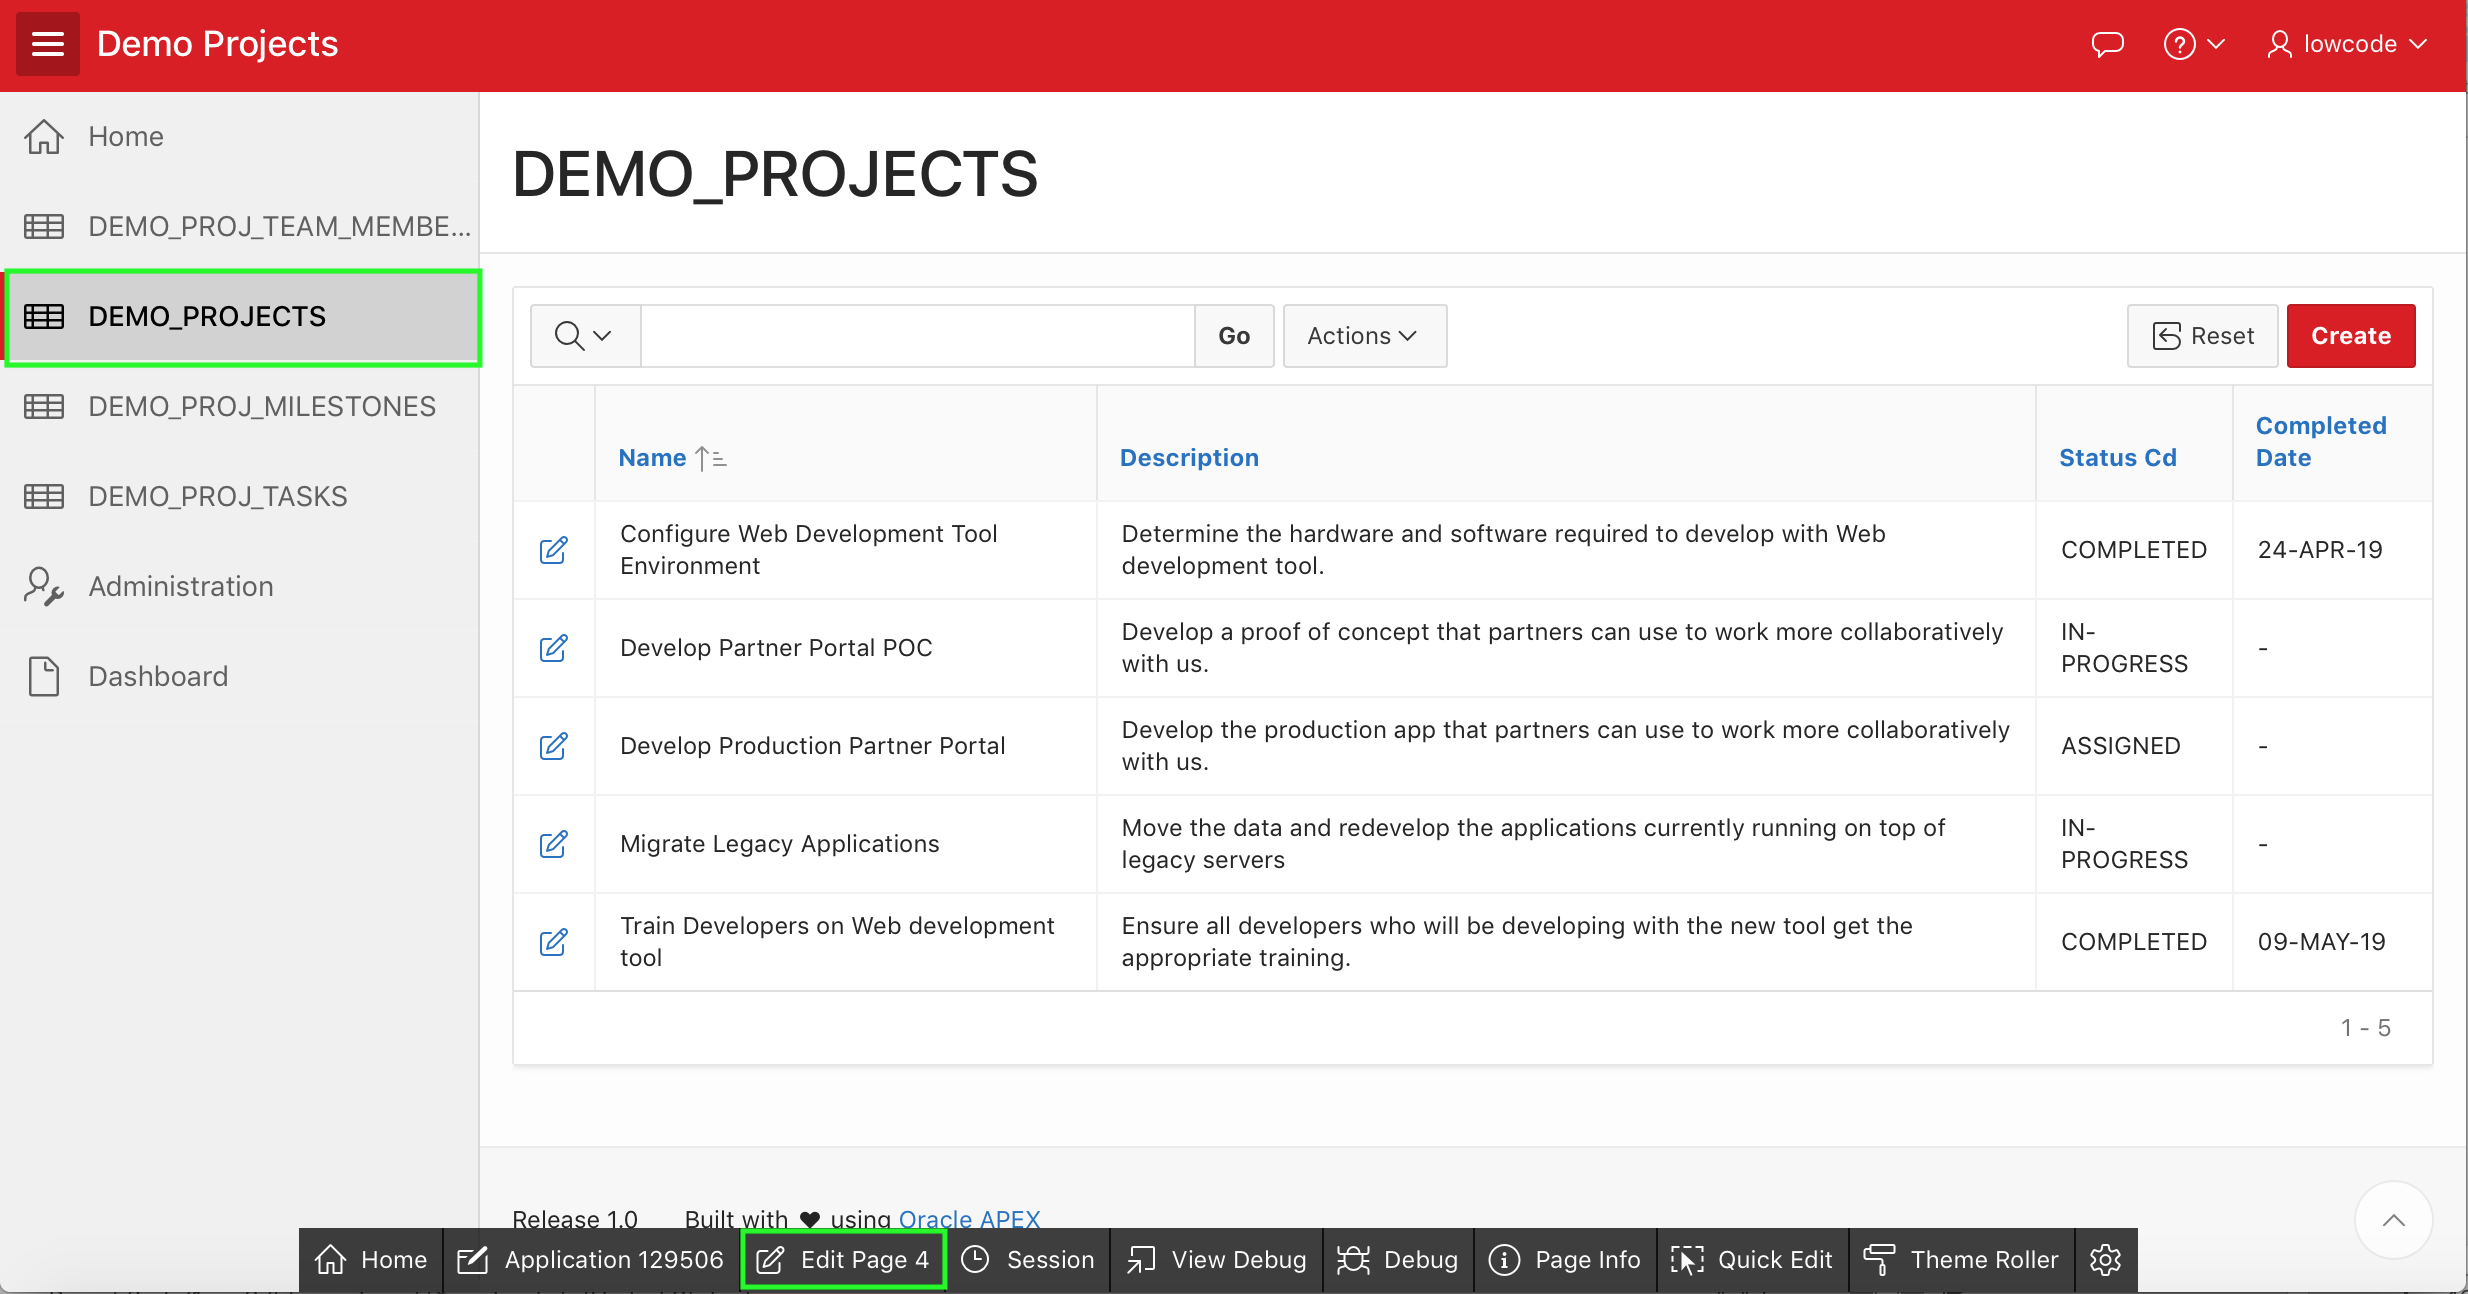 Demo Projects
lowcode
Home
DEMO_PROJ_TEAM_MEMBE...
DEMO_PROJECTS
DEMO_PROJ_MILESTONES
DEMO_PROJ_TASKS
Administration
Dashboard
DEMO_PROJECTS
Go
Actions
Reset
Create
Name
Description
Status Cd
Completed
Date
Configure Web Development Tool
Environment
Determine the hardware and software required to develop with Web
development tool.
COMPLETED
24-APR-19
Develop Partner Portal POC
Develop a proof of concept that partners can use to work more collaboratively
with us.
IN-
PROGRESS
-
Develop Production Partner Portal
Develop the production app that partners can use to work more collaboratively
with us.
ASSIGNED
-
Migrate Legacy Applications
Move the data and redevelop the applications currently running on top of
legacy servers
IN-
PROGRESS
-
Train Developers on Web development
tool
Ensure all developers who will be developing with the new tool get the
appropriate training.
COMPLETED
09-MAY-19
1 - 5
Release 1.0
Built with ♥ using Oracle APEX
Home
Application 129506
Edit Page 4
Session
View Debug
Debug
Page Info
Quick Edit
Theme Roller